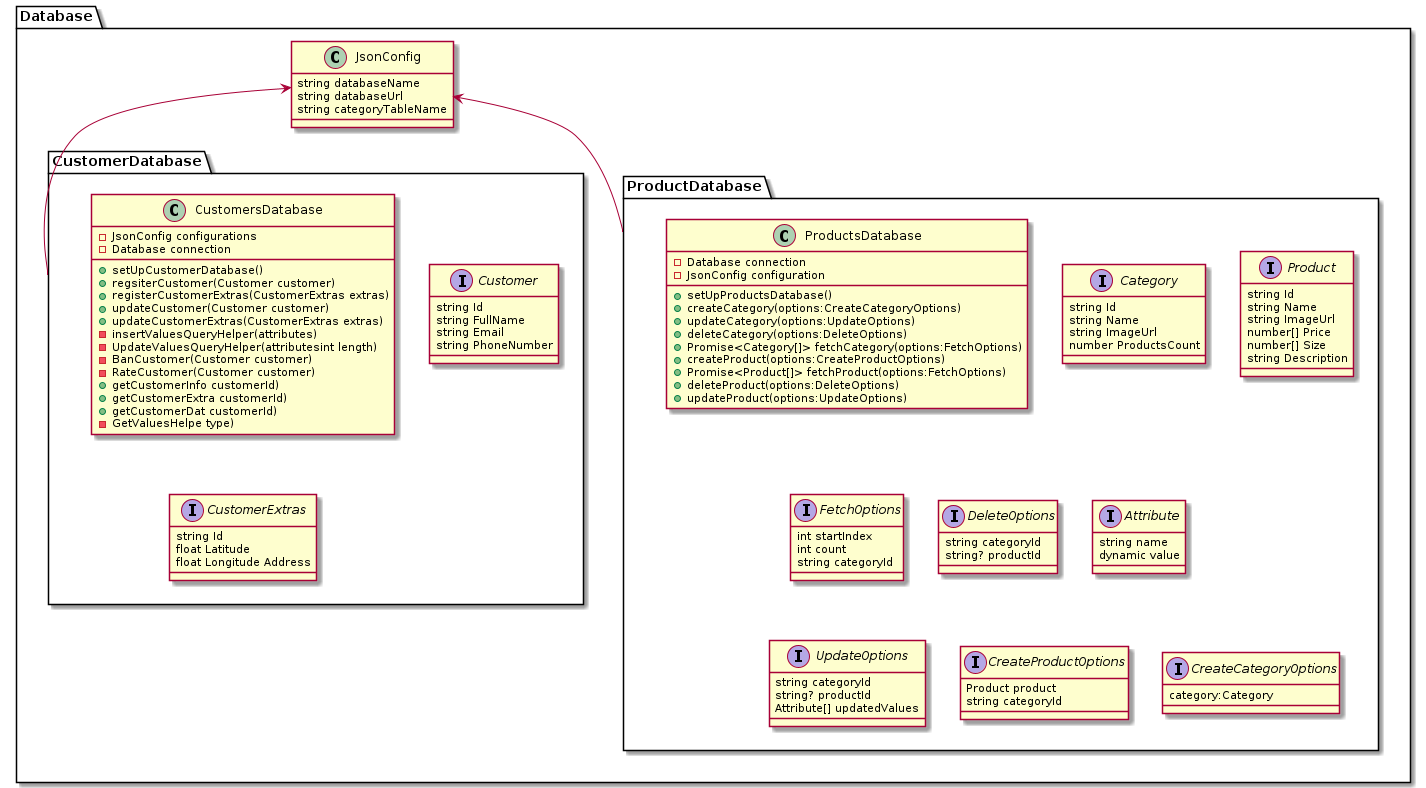 Database
C JsonConfig
string databaseName
string databaseUrl
string categoryTableName
CustomerDatabase
C CustomersDatabase
JsonConfig configurations
Database connection
setUpCustomerDatabase()
regsiterCustomer(Customer customer)
registerCustomerExtras(CustomerExtras extras)
updateCustomer(Customer customer)
updateCustomerExtras(CustomerExtras extras)
insertValuesQueryHelper(attributes)
UpdateValuesQueryHelper(attributesint length)
BanCustomer(Customer customer)
RateCustomer(Customer customer)
getCustomerInfo customerId)
getCustomerExtra customerId)
getCustomerDat customerId)
GetValuesHelpe type)
I Customer
string Id
string FullName
string Email
string PhoneNumber
I CustomerExtras
string Id
float Latitude
float Longitude Address
ProductDatabase
C ProductsDatabase
Database connection
JsonConfig configuration
setUpProductsDatabase()
createCategory(options:CreateCategoryOptions)
updateCategory(options:UpdateOptions)
deleteCategory(options:DeleteOptions)
Promise<Category[]> fetchCategory(options:FetchOptions)
createProduct(options:CreateProductOptions)
Promise<Product[]> fetchProduct(options:FetchOptions)
deleteProduct(options:DeleteOptions)
updateProduct(options:UpdateOptions)
I Category
string Id
string Name
string ImageUrl
number ProductsCount
I Product
string Id
string Name
string ImageUrl
number[] Price
number[] Size
string Description
I FetchOptions
int startIndex
int count
string categoryId
I DeleteOptions
string categoryId
string? productId
I Attribute
string name
dynamic value
I UpdateOptions
string categoryId
string? productId
Attribute[] updatedValues
I CreateProductOptions
Product product
string categoryId
I CreateCategoryOptions
category:Category